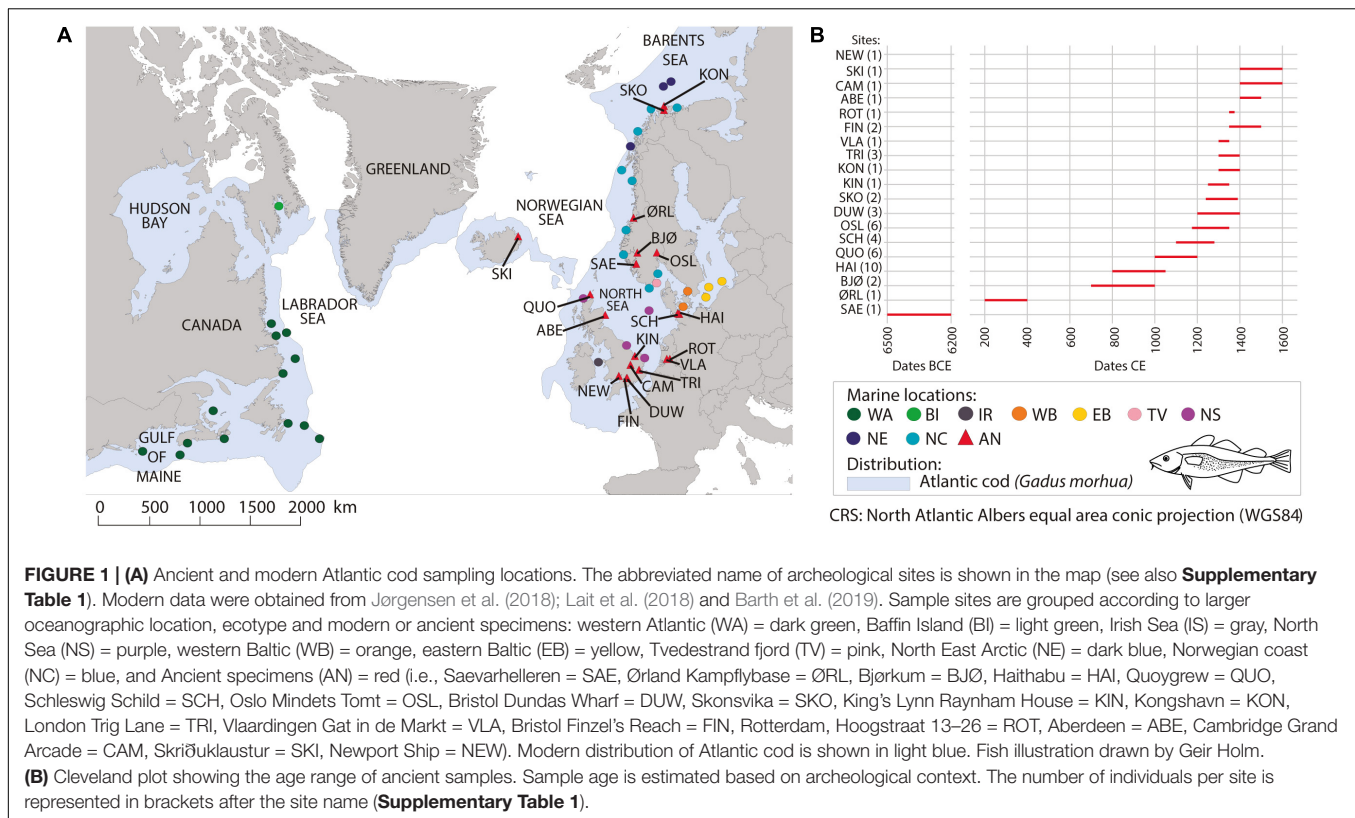 A
BARENTS
SEA
KON
SKO
GREENLAND
HUDSON
BAY
NORWEGIAN
SEA
ØRL
BJØ
OSL
SAE
SKI
LABRADOR
SEA
CANADA
NORTH
SEA
QUO
ABE
SCH
HAI
KIN
ROT
VLA
TRI
CAM
NEW
DUW
FIN
GULF
OF
MAINE
0 500 1000 1500 2000 km
B
Sites:
NEW (1)
SKI (1)
CAM (1)
ABE (1)
ROT (1)
FIN (2)
VLA (1)
TRI (3)
KON (1)
KIN (1)
SKO (2)
DUW (3)
OSL (6)
SCH (4)
QUO (6)
HAI (10)
BJØ (2)
ØRL (1)
SAE (1)
6500 6200 200 400 600 800 1000 1200 1400 1600
Dates BCE Dates CE
Marine locations:
WA BI IR WB EB TV NS
NE NC AN
Distribution:
Atlantic cod (Gadus morhua)
CRS: North Atlantic Albers equal area conic projection (WGS84)
FIGURE 1 | (A) Ancient and modern Atlantic cod sampling locations. The abbreviated name of archeological sites is shown in the map (see also Supplementary
Table 1). Modern data were obtained from Jørgensen et al. (2018); Lait et al. (2018) and Barth et al. (2019). Sample sites are grouped according to larger
oceanographic location, ecotype and modern or ancient specimens: western Atlantic (WA) = dark green, Baffin Island (BI) = light green, Irish Sea (IS) = gray, North
Sea (NS) = purple, western Baltic (WB) = orange, eastern Baltic (EB) = yellow, Tvedestrand fjord (TV) = pink, North East Arctic (NE) = dark blue, Norwegian coast
(NC) = blue, and Ancient specimens (AN) = red (i.e., Saevarhelleren = SAE, Ørland Kampflybase = ØRL, Bjørkum = BJØ, Haithabu = HAI, Quoygrew = QUO,
Schleswig Schild = SCH, Oslo Mindets Tomt = OSL, Bristol Dundas Wharf = DUW, Skonsvika = SKO, King's Lynn Raynham House = KIN, Kongshavn = KON,
London Trig Lane = TRI, Vlaardingen Gat in de Markt = VLA, Bristol Finzel's Reach = FIN, Rotterdam, Hoogstraat 13–26 = ROT, Aberdeen = ABE, Cambridge Grand
Arcade = CAM, Skriðuklaustur = SKI, Newport Ship = NEW). Modern distribution of Atlantic cod is shown in light blue. Fish illustration drawn by Geir Holm.
(B) Cleveland plot showing the age range of ancient samples. Sample age is estimated based on archeological context. The number of individuals per site is
represented in brackets after the site name (Supplementary Table 1).